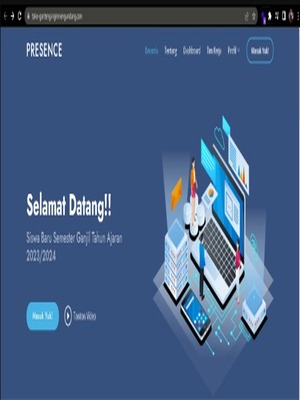 PRESENCE
Beranda Tentang Dashboard Tim Kerja Profil Masuk Yuk!
Selamat Datang!!
Siswa Baru Semester Ganjil Tahun Ajaran
2023/2024
Masuk Yuk! Tonton Video